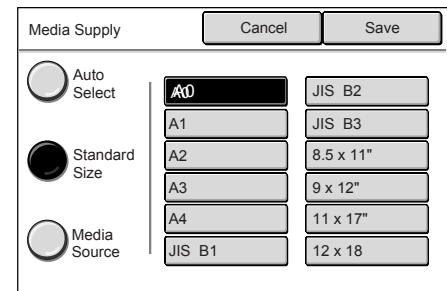 Media Supply
Cancel
Save
Auto
Select
Standard
Size
Media
Source
A0
A1
A2
A3
A4
JIS B1
JIS B2
JIS B3
8.5 x 11"
9 x 12"
11 x 17"
12 x 18